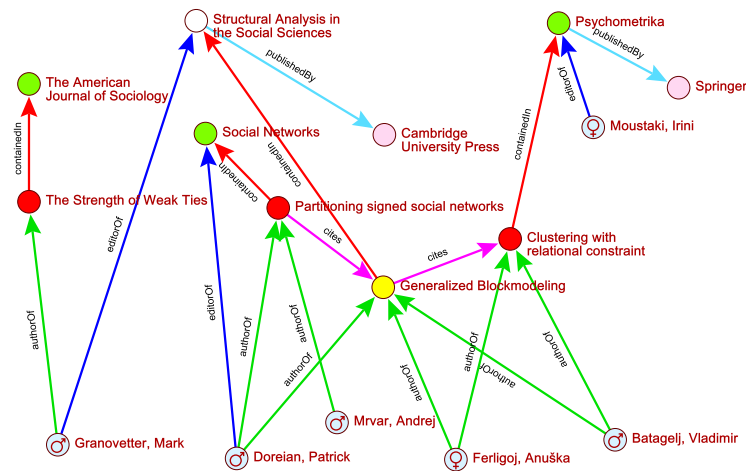 Structural Analysis in
the Social Sciences
Psychometrika
publishedBy
publishedBy
The American
Journal of Sociology
editorOf
Springer
Social Networks
Cambridge
University Press
Moustaki, Irini
containedIn
containedIn
containedIn
containedIn
The Strength of Weak Ties
Partitioning signed social networks
editorOf
cites
Clustering with
relational constraint
cites
Generalized Blockmodeling
editorOf
authorOf
authorOf
authorOf
authorOf
authorOf
authorOf
authorOf
authorOf
Mrvar, Andrej
Granovetter, Mark
Doreian, Patrick
Ferligoj, Anuška
Batagelj, Vladimir